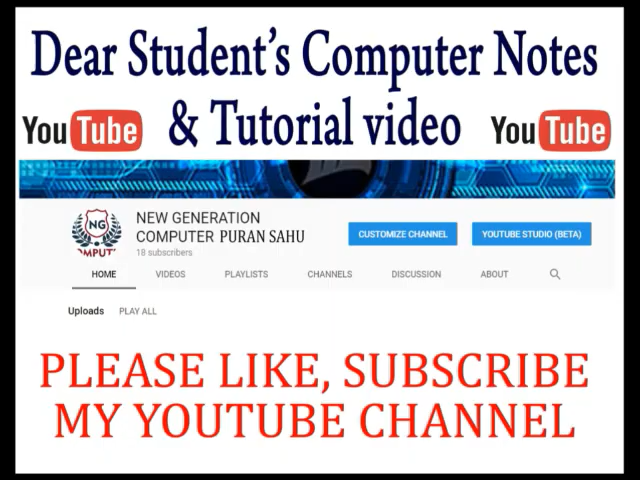 Dear Student's Computer Notes
& Tutorial video
YouTube
YouTube
NG
NEW GENERATION
COMPUTER PURAN SAHU
18 subscribers
CUSTOMIZE CHANNEL
YOUTUBE STUDIO (BETA)
HOME VIDEOS PLAYLISTS CHANNELS DISCUSSION ABOUT
Uploads PLAY ALL
PLEASE LIKE, SUBSCRIBE
MY YOUTUBE CHANNEL